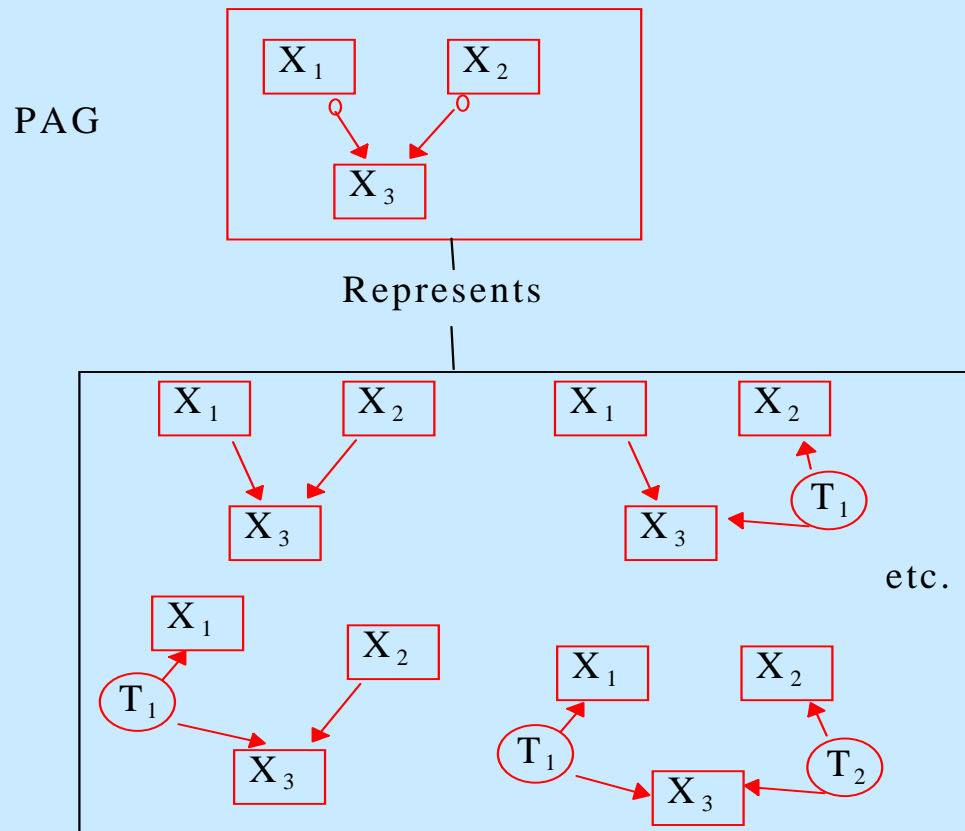 X₁ X₂
PAG
X₃
Represents
X₁ X₂ X₁ X₂
T₁
X₃ X₃
etc.
X₁
X₂ X₁ X₂
T₁
T₁ T₂
X₃ X₃